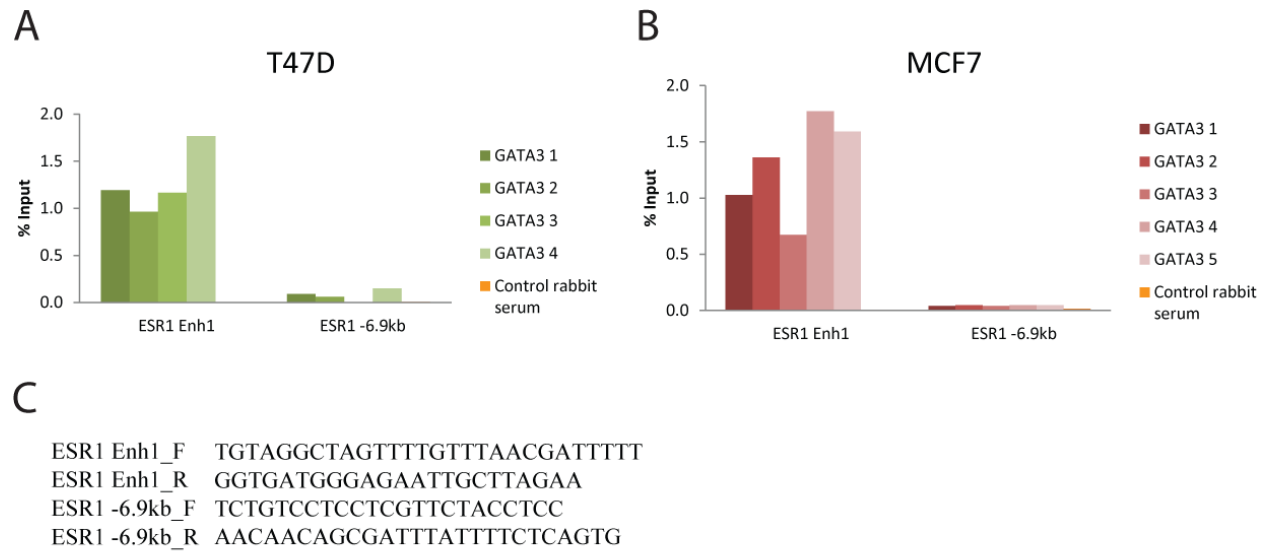 A
T47D
2.0
1.5
1.0
0.5
0.0
% Input
ESR1 Enh1
ESR1 -6.9kb
GATA3 1
GATA3 2
GATA3 3
GATA3 4
Control rabbit
serum
B
MCF7
2.0
1.5
1.0
0.5
0.0
% Input
ESR1 Enh1
ESR1 -6.9kb
GATA3 1
GATA3 2
GATA3 3
GATA3 4
GATA3 5
Control rabbit
serum
C
ESR1 Enh1_F TGTAGGCTAGTTTTGTTTAACGATTTTT
ESR1 Enh1_R GGTGATGGGAGAATTGCTTAGAA
ESR1 -6.9kb_F TCTGTCCTCCTCGTTCTACCTCC
ESR1 -6.9kb_R AACAACAGCGATTTATTTTCTCAGTG